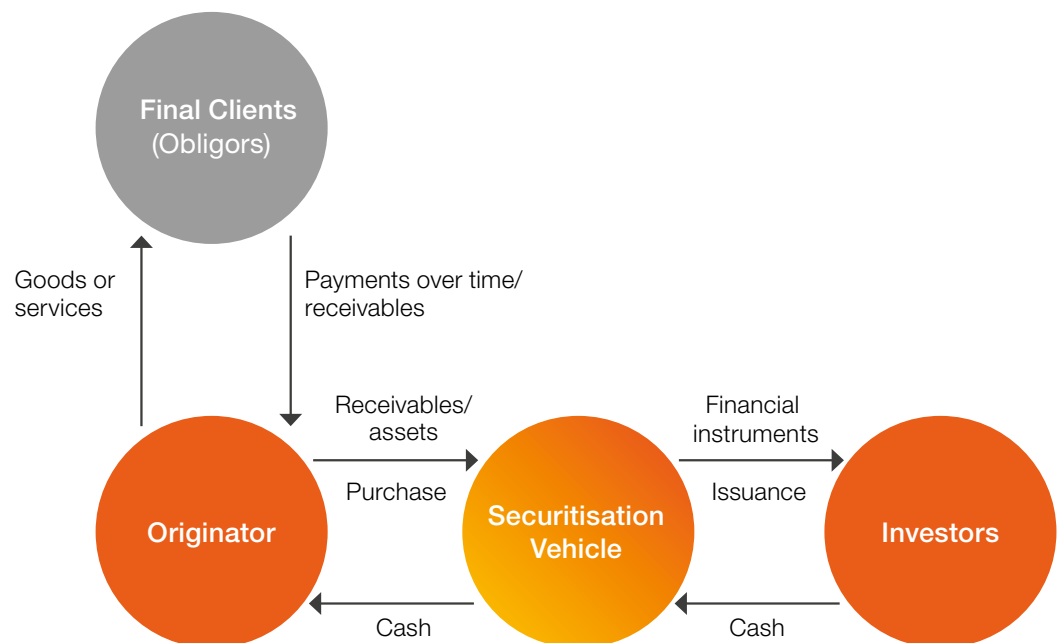 Final Clients
(Obligors)
Goods or
services
Payments over time/
receivables
Receivables/
assets
Purchase
Financial
instruments
Issuance
Originator
Securitisation
Vehicle
Investors
Cash
Cash